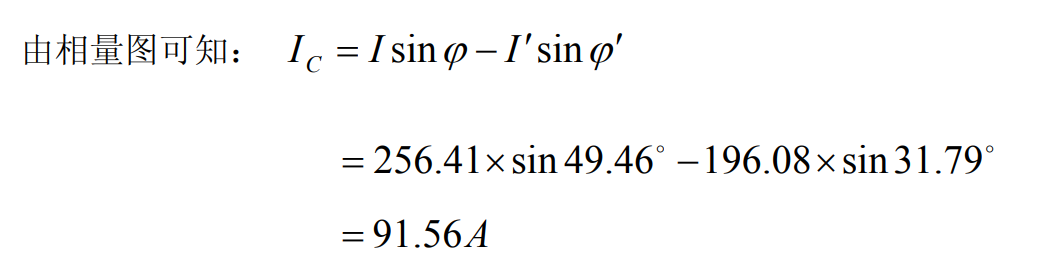 由相量图可知： I_C = I sin φ − I′ sin φ′
= 256.41 × sin 49.46° − 196.08 × sin 31.79°
= 91.56A